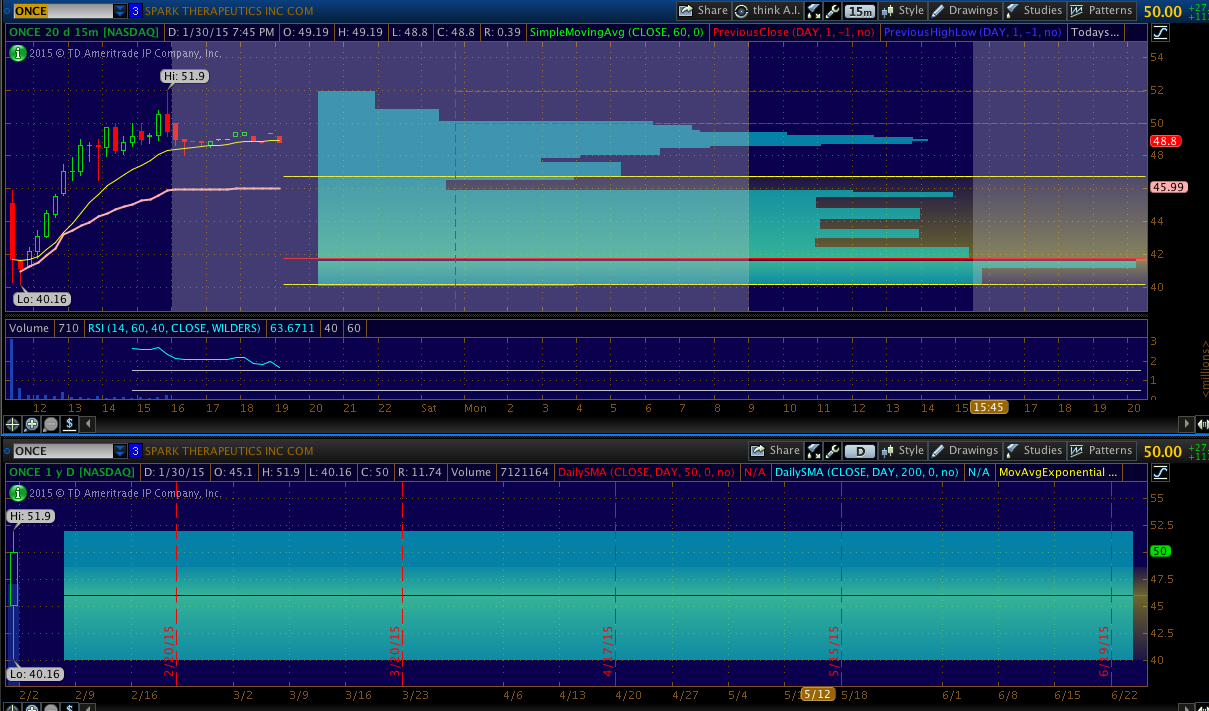 ONCE 3 SPARK THERAPEUTICS INC COM Share think A.I. 15m Style Drawings Studies Patterns 50.00
ONCE 20 d 15m [NASDAQ] D: 1/30/15 7:45 PM O: 49.19 H: 49.19 L: 48.8 C: 48.8 R: 0.39 SimpleMovingAvg (CLOSE, 60, 0) PreviousClose (DAY, 1, -1, no) PreviousHighLow (DAY, 1, -1, no) Todays...
2015 © TD Ameritrade IP Company, Inc.
Hi: 51.9
54
52
50
48.8
48
45.99
44
42
40
Lo: 40.16
Volume 710 RSI (14, 60, 40, CLOSE, WILDERS) 63.6711 40 60
3
2
1
0
<millions>
12 13 14 15 16 17 18 19 20 21 22 Sat Mon 2 3 4 5 6 7 8 9 10 11 12 13 14 15 15:45 17 18 19 20
$
ONCE 3 SPARK THERAPEUTICS INC COM Share D Style Drawings Studies Patterns 50.00
ONCE 1 y D [NASDAQ] D: 1/30/15 O: 45.1 H: 51.9 L: 40.16 C: 50 R: 11.74 Volume 7121164 DailySMA (CLOSE, DAY, 50, 0, no) N/A DailySMA (CLOSE, DAY, 200, 0, no) N/A MovAvgExponential ...
2015 © TD Ameritrade IP Company, Inc.
Hi: 51.9
55
52.5
50
47.5
45
42.5
40
2/20/15 3/20/15 4/17/15 5/15/15 6/19/15
Lo: 40.16
2/2 2/9 2/16 3/2 3/9 3/16 3/23 4/6 4/13 4/20 4/27 5/4 5/12 5/18 6/1 6/8 6/15 6/22